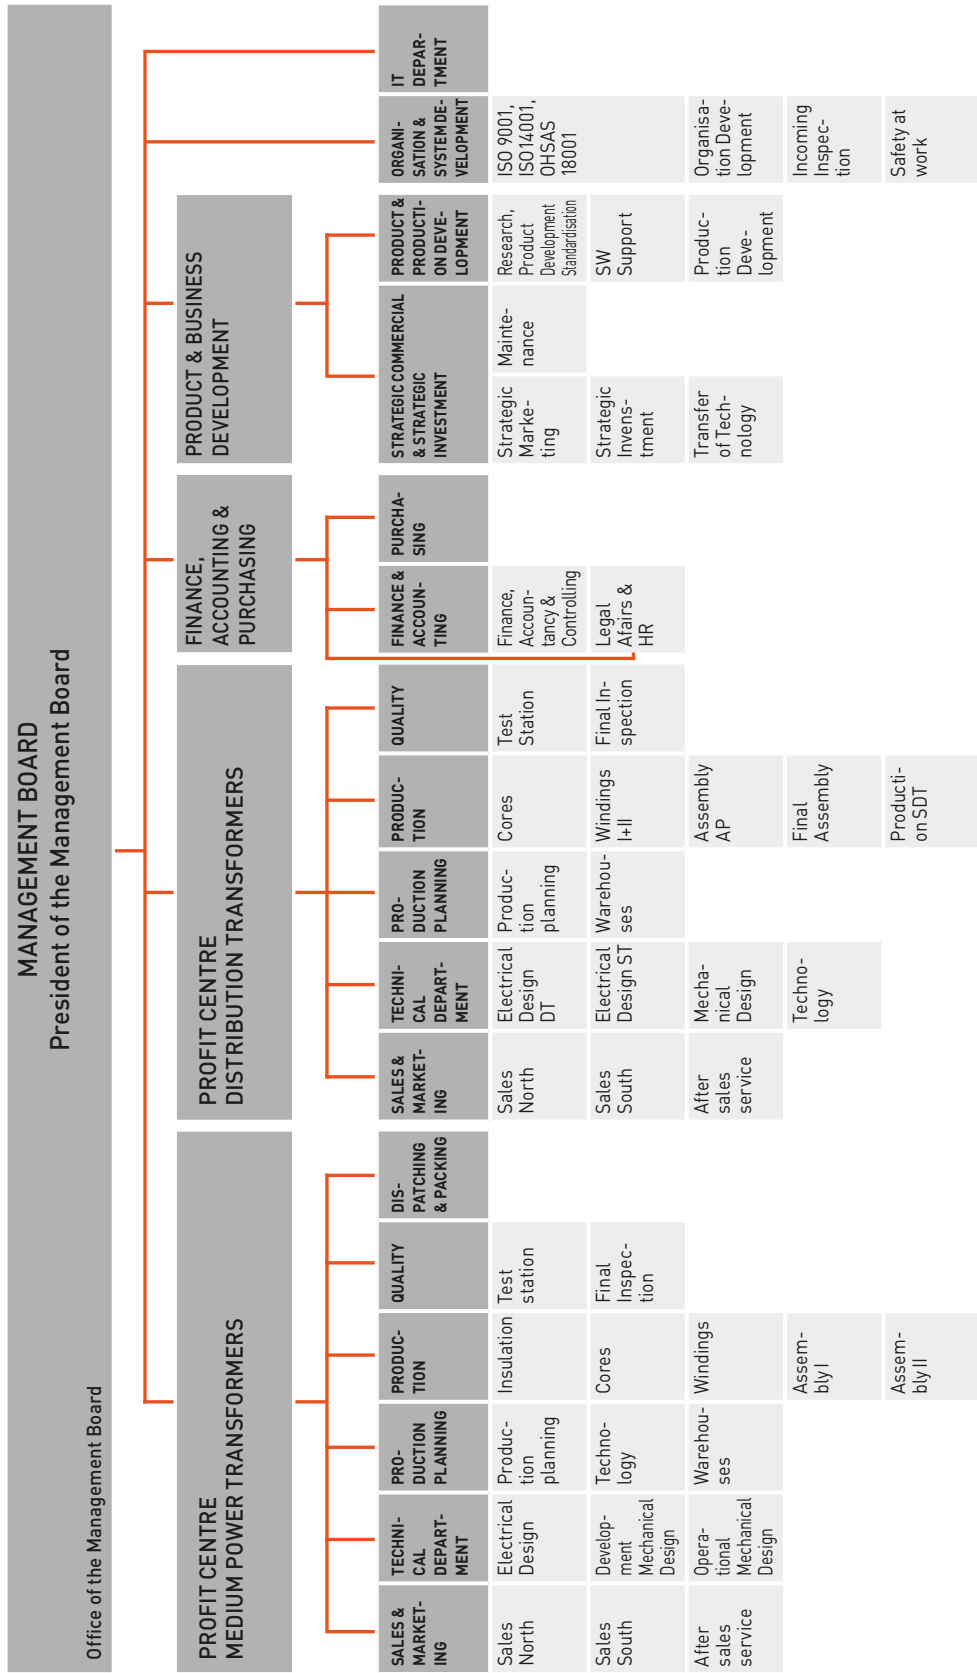 MANAGEMENT BOARD
President of the Management Board
Office of the Management Board
PROFIT CENTRE
MEDIUM POWER TRANSFORMERS
SALES &
MARKET-
ING
Sales
North
Sales
South
After
sales
service
TECHNI-
CAL
DEPART-
MENT
Electrical
Design
Develop-
ment
Mechanical
Design
Opera-
tional
Mechanical
Design
PRO-
DUCTION
PLANNING
Produc-
tion
planning
Techno-
logy
Warehou-
ses
PRODUC-
TION
Insulation
Cores
Windings
Assem-
bly I
Assem-
bly II
QUALITY
Test
station
Final
Inspec-
tion
DIS-
PATCHING
& PACKING
PROFIT CENTRE
DISTRIBUTION TRANSFORMERS
SALES &
MARKET-
ING
Sales
North
Sales
South
After
sales
service
TECHNI-
CAL
DEPART-
MENT
Electrical
Design
DT
Electrical
Design ST
Mecha-
nical
Design
Techno-
logy
PRO-
DUCTION
PLANNING
Produc-
tion
planning
Warehou-
ses
PRODUC-
TION
Cores
Windings
I+II
Assembly
AP
Final
Assembly
Producti-
on SDT
QUALITY
Test
Station
Final In-
spection
FINANCE,
ACCOUNTING &
PURCHASING
FINANCE &
ACCOUN-
TING
Finance,
Accoun-
tancy &
Controlling
Legal
Afairs &
HR
PURCHA-
SING
PRODUCT & BUSINESS
DEVELOPMENT
STRATEGIC COMMERCIAL
& STRATEGIC
INVESTMENT
Strategic
Marke-
ting
Mainte-
nance
Strategic
Invens-
tment
Transfer
of Tech-
nology
PRODUCT &
PRODUCTI-
ON DEVE-
LOPMENT
Research,
Product
Development
Standardisation
SW
Support
Produc-
tion
Deve-
lopment
ORGANI-
SATION &
SYSTEM DE-
VELOPMENT
ISO 9001,
ISO14001,
OHSAS
18001
Organisa-
tion Deve-
lopment
Incoming
Inspec-
tion
Safety at
work
IT
DEPAR-
TMENT